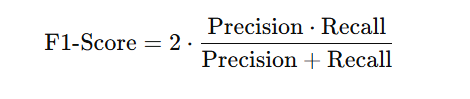 F1-Score = 2 · Precision · Recall / Precision + Recall